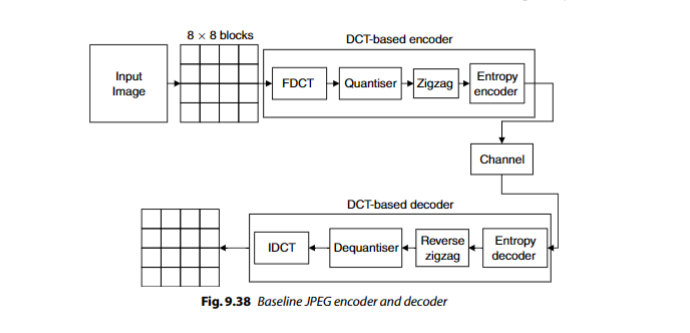 8 × 8 blocks
DCT-based encoder
Input
Image
FDCT
Quantiser
Zigzag
Entropy
encoder
Channel
DCT-based decoder
IDCT
Dequantiser
Reverse
zigzag
Entropy
decoder
Fig. 9.38 Baseline JPEG encoder and decoder